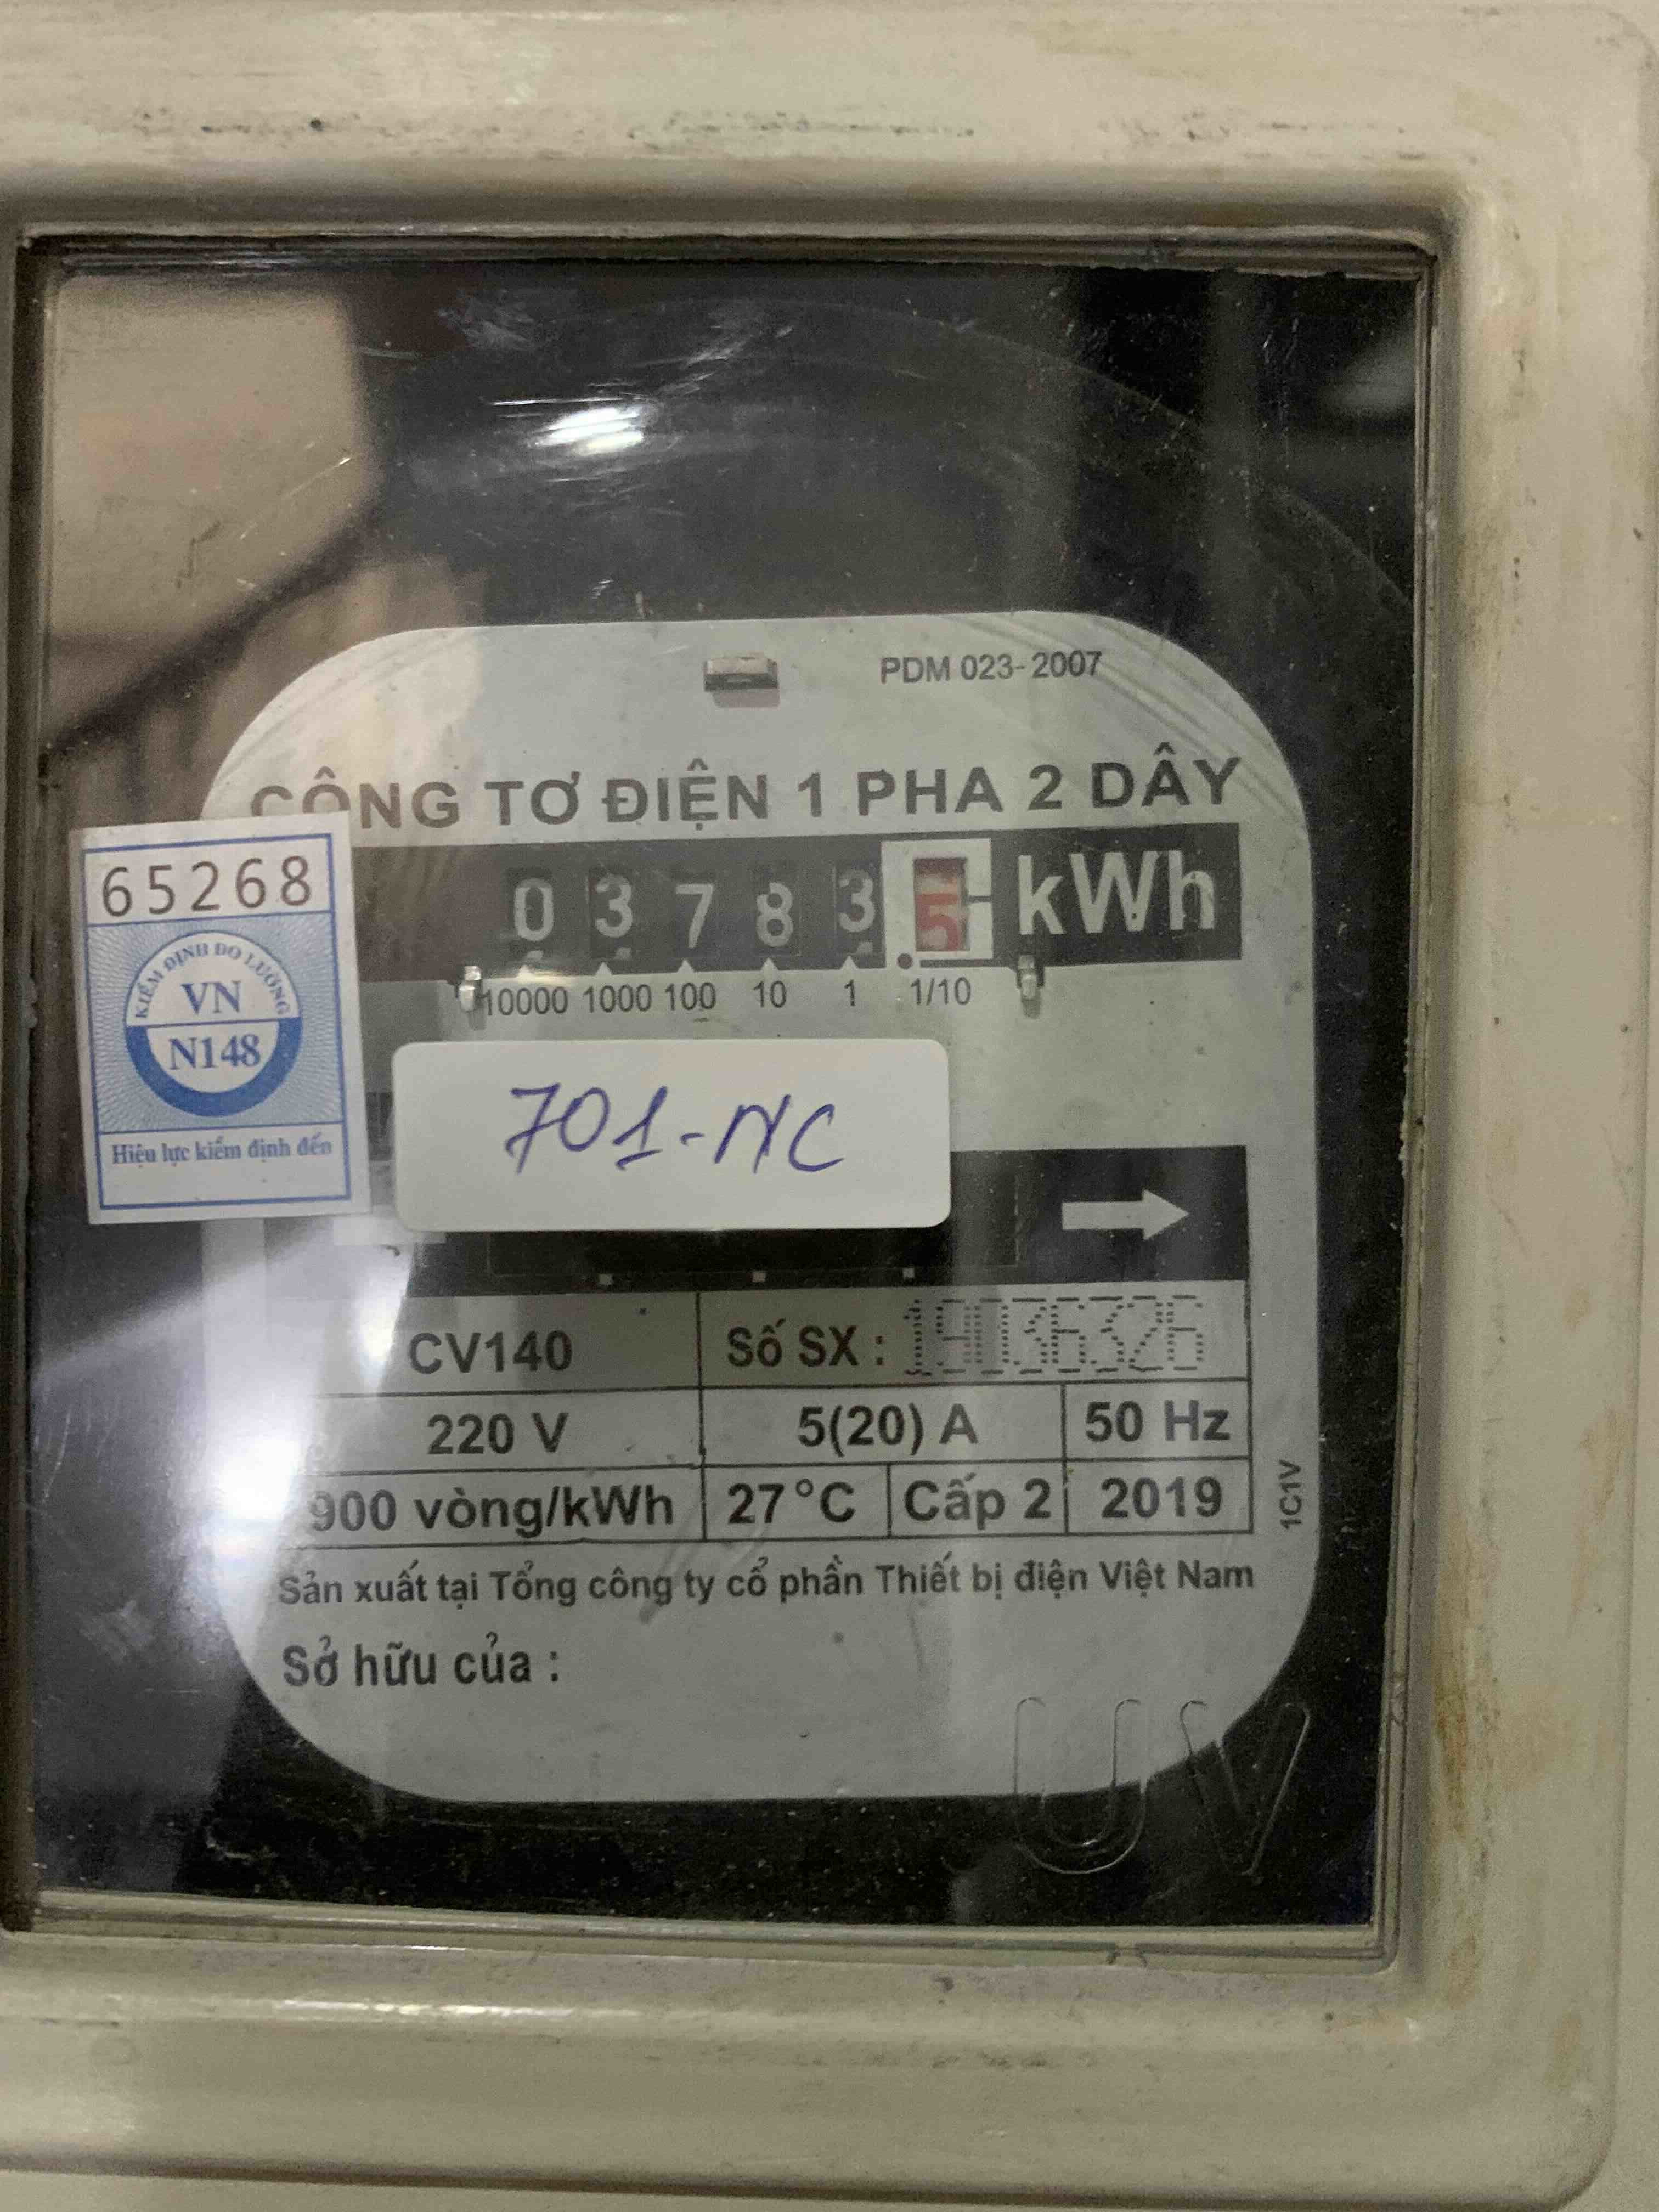 PDM 023-2007
CÔNG TƠ ĐIỆN 1 PHA 2 DÂY
65268
0 3 7 8 3 5 kWh
10000 1000 100 10 1 1/10
KIỂM ĐỊNH ĐO LƯỜNG
VN
N148
Hiệu lực kiểm định đến
701-NC
CV140 Số SX : 19036326
220 V 5(20) A 50 Hz
900 vòng/kWh 27°C Cấp 2 2019
1C1V
Sản xuất tại Tổng công ty cổ phần Thiết bị điện Việt Nam
Sở hữu của :
UV